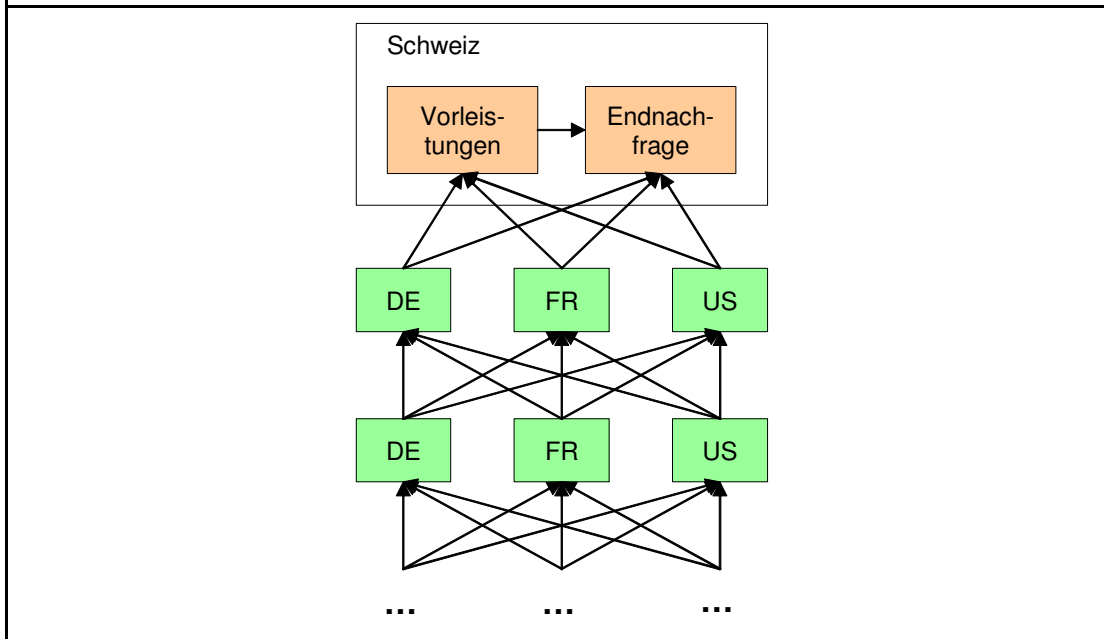 Schweiz
Vorleis- Endnach-
tungen frage
DE FR US
DE FR US
... ... ...